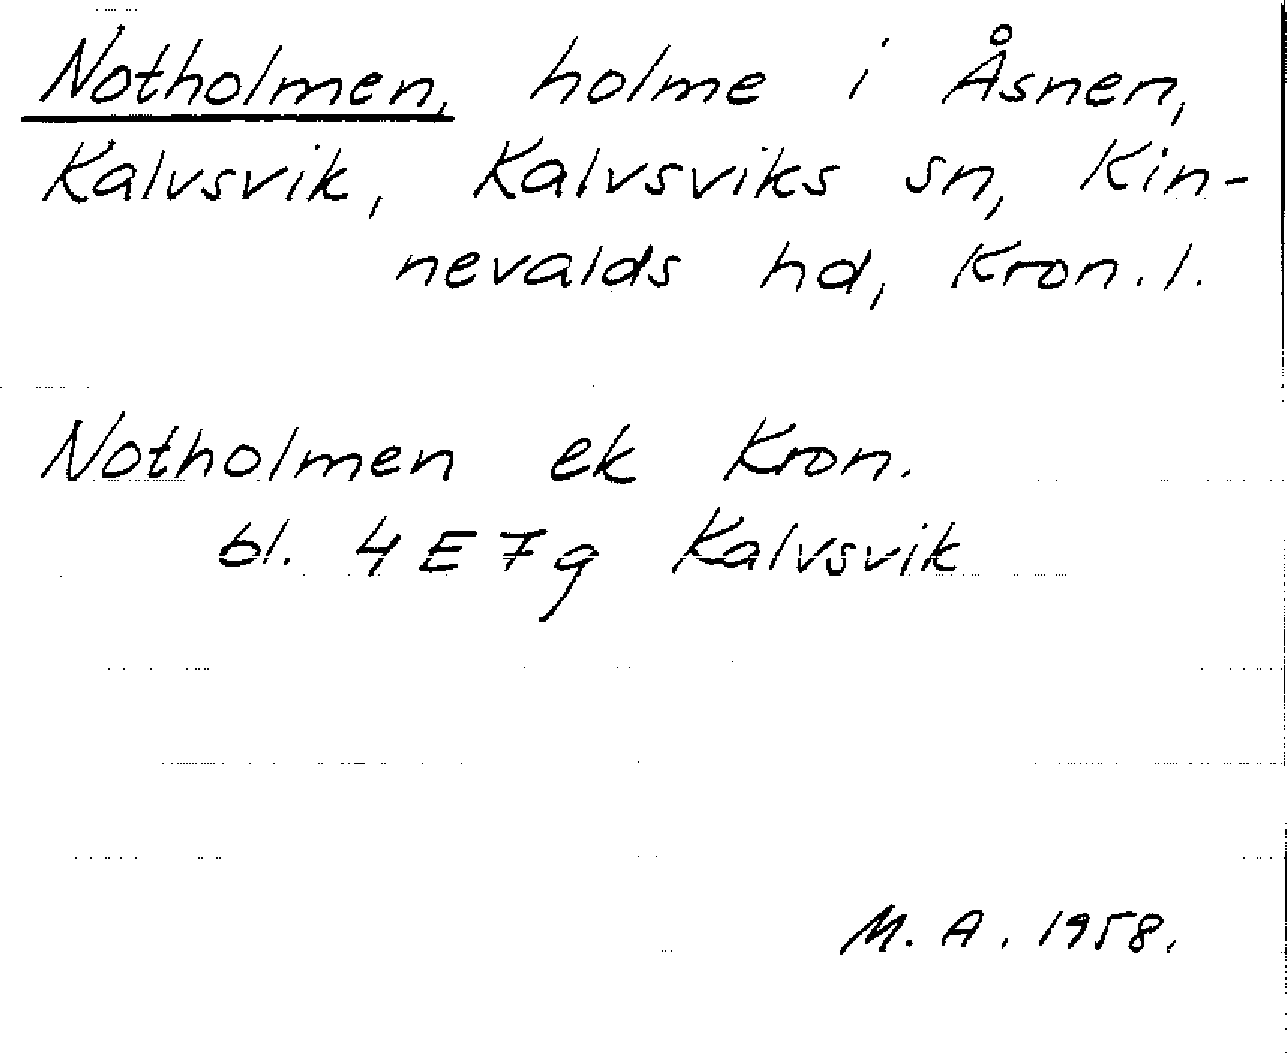 Notholmen, holme i Åsnen,
Kalvsvik, Kalvsviks sn, Kin-
nevalds hd, Kron. l.
Notholmen ek Kron.
bl. 4 E 7 g Kalvsvik
M. A. 1958.